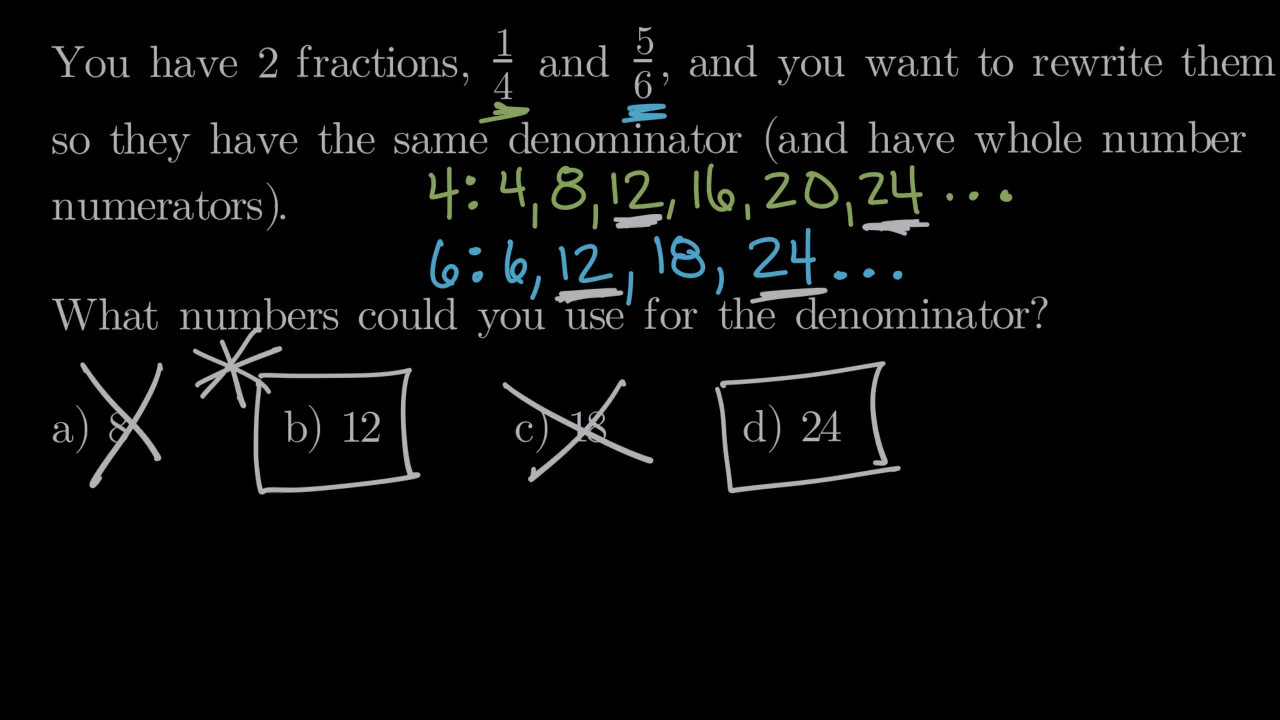 You have 2 fractions, 1/4 and 5/6, and you want to rewrite them
so they have the same denominator (and have whole number
numerators).
4: 4, 8, 12, 16, 20, 24 ...
6: 6, 12, 18, 24 ...
What numbers could you use for the denominator?
a) 8 b) 12 c) 18 d) 24